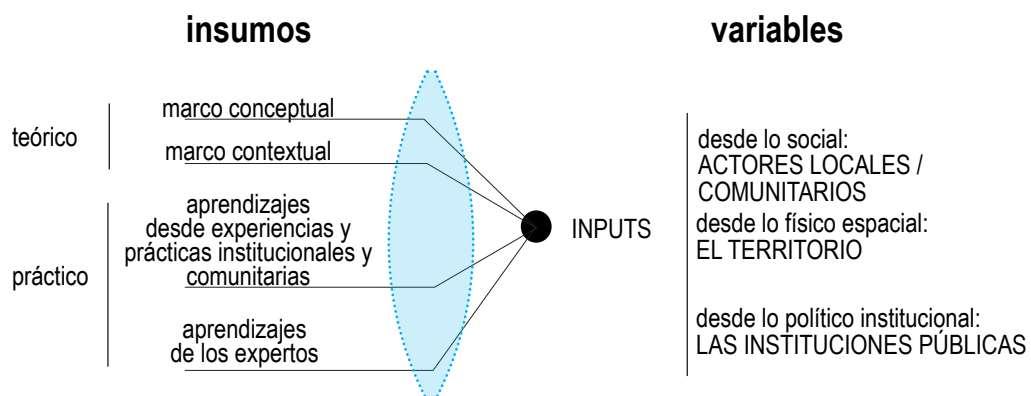 insumos
variables
teórico
marco conceptual
marco contextual
práctico
aprendizajes
desde experiencias y
prácticas institucionales y
comunitarias
aprendizajes
de los expertos
INPUTS
desde lo social:
ACTORES LOCALES /
COMUNITARIOS
desde lo físico espacial:
EL TERRITORIO
desde lo político institucional:
LAS INSTITUCIONES PÚBLICAS